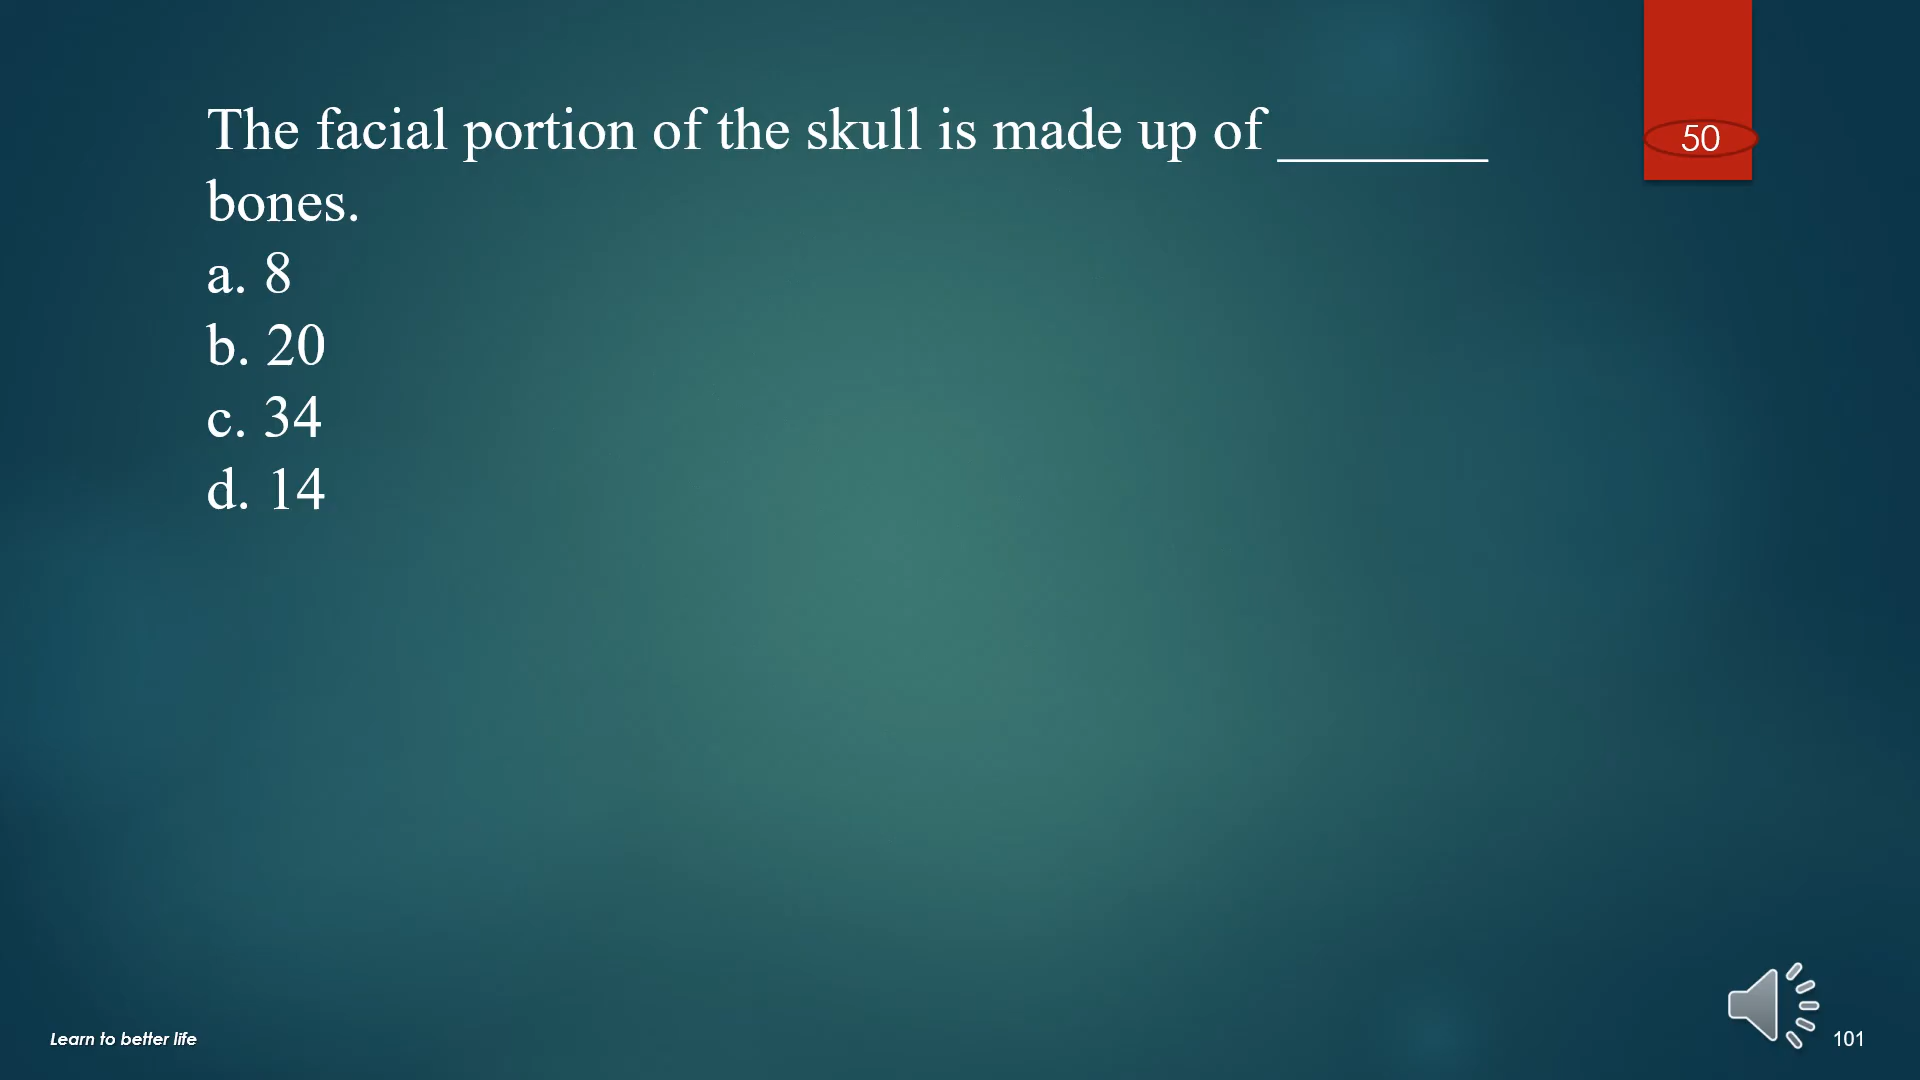 The facial portion of the skull is made up of _______
bones.
a. 8
b. 20
c. 34
d. 14
50
Learn to better life
101